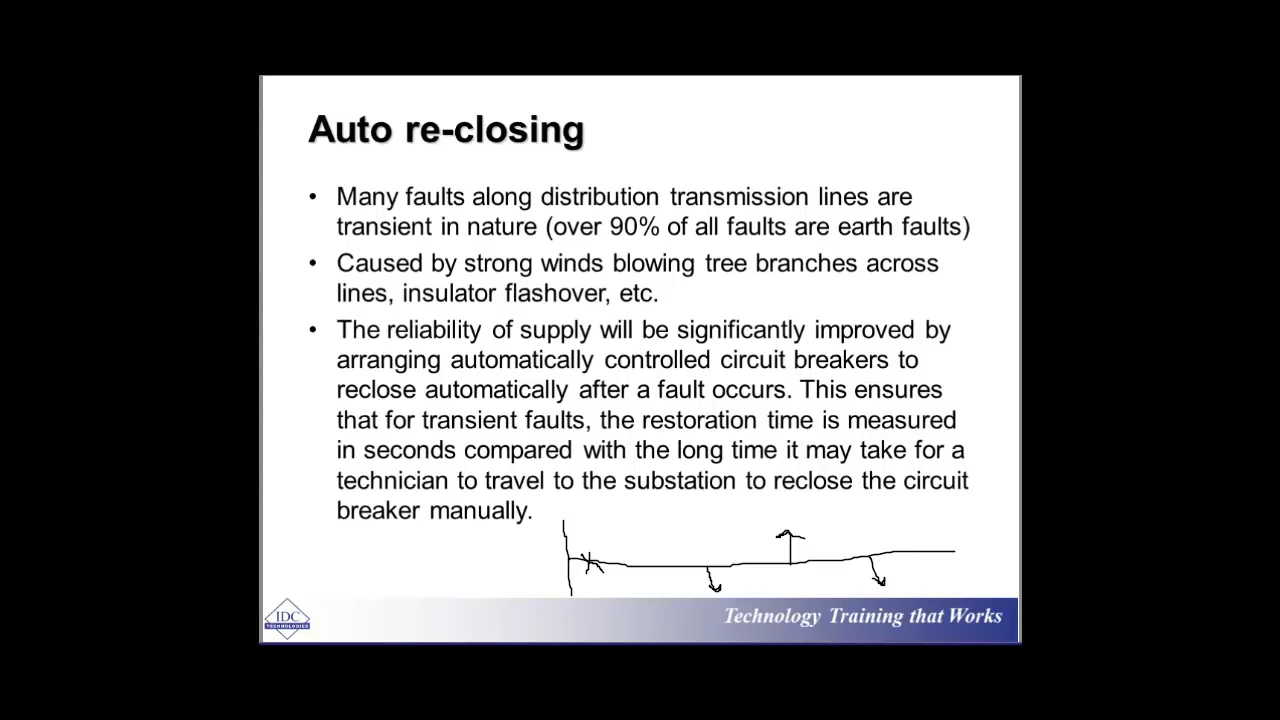 Auto re-closing
• Many faults along distribution transmission lines are
transient in nature (over 90% of all faults are earth faults)
• Caused by strong winds blowing tree branches across
lines, insulator flashover, etc.
• The reliability of supply will be significantly improved by
arranging automatically controlled circuit breakers to
reclose automatically after a fault occurs. This ensures
that for transient faults, the restoration time is measured
in seconds compared with the long time it may take for a
technician to travel to the substation to reclose the circuit
breaker manually.
IDC
TECHNOLOGIES
Technology Training that Works